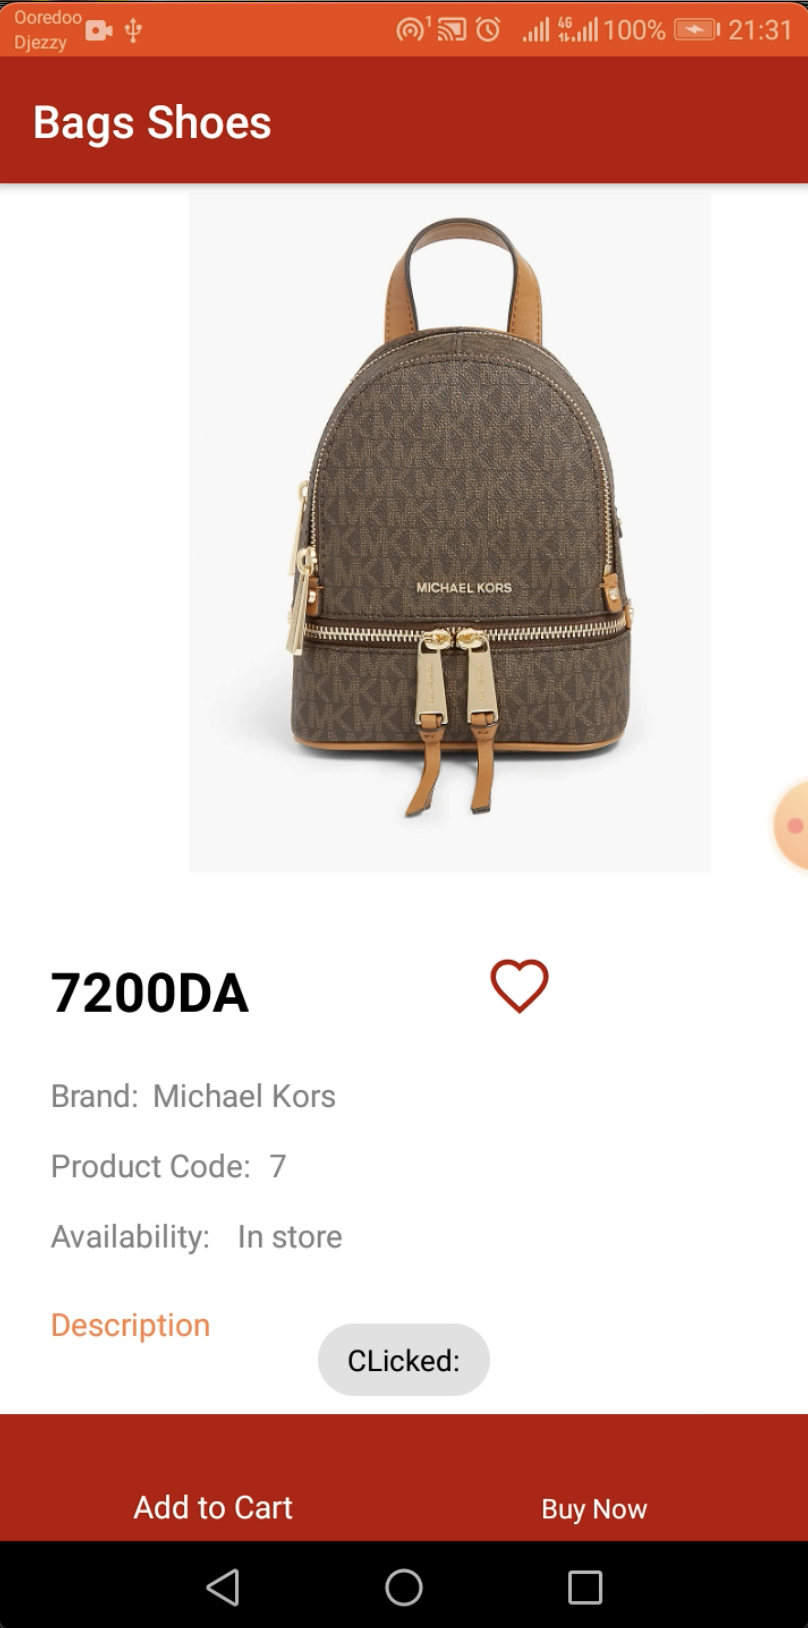 Ooredoo
Djezzy
1
4G
100%
21:31
Bags Shoes
MICHAEL KORS
7200DA
Brand: Michael Kors
Product Code: 7
Availability: In store
Description
CLicked:
Add to Cart
Buy Now